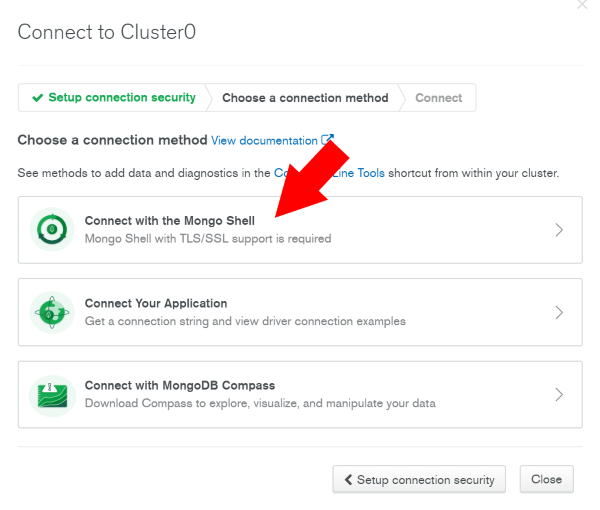 Connect to Cluster0
Setup connection security
Choose a connection method
Connect
Choose a connection method View documentation
See methods to add data and diagnostics in the Co Line Tools shortcut from within your cluster.
Connect with the Mongo Shell
Mongo Shell with TLS/SSL support is required
Connect Your Application
Get a connection string and view driver connection examples
Connect with MongoDB Compass
Download Compass to explore, visualize, and manipulate your data
Setup connection security
Close